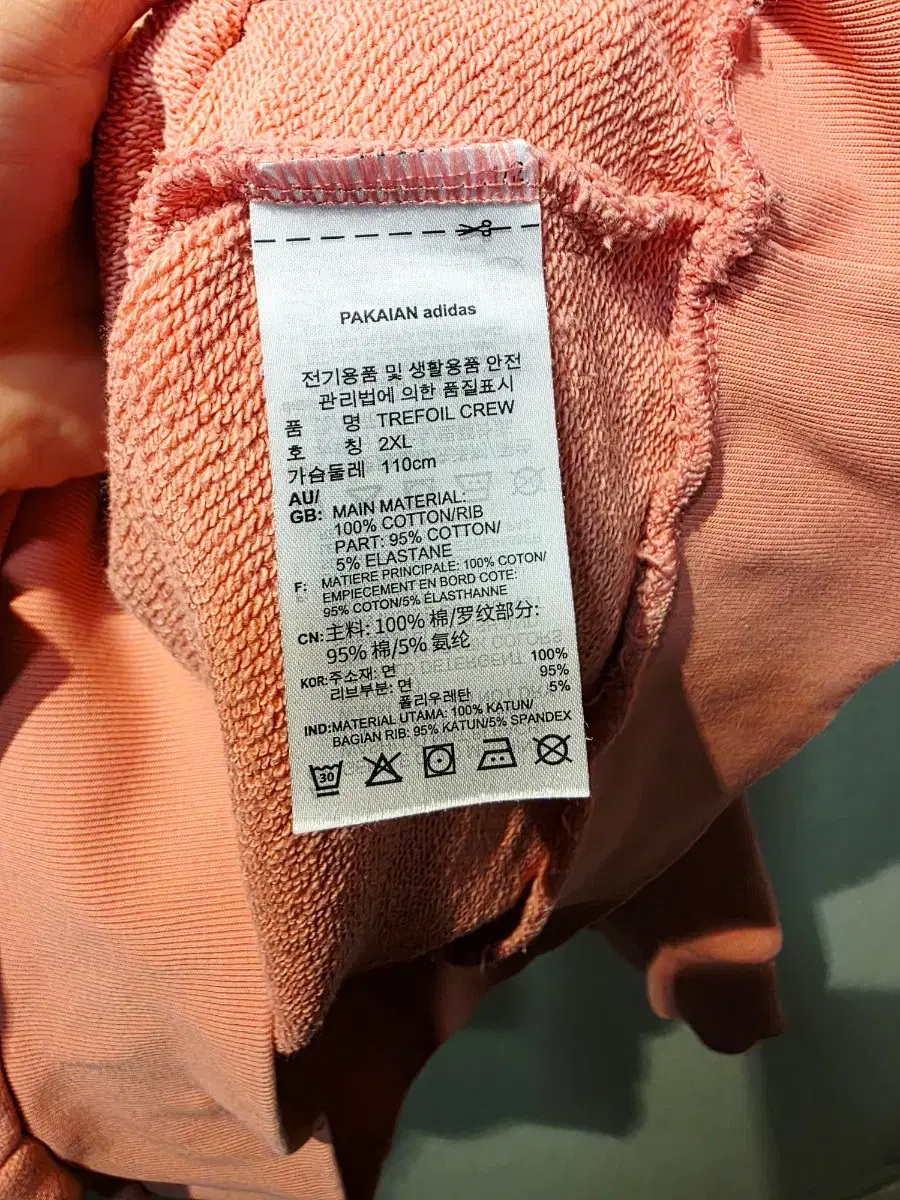 PAKAIAN adidas
전기용품 및 생활용품 안전
관리법에 의한 품질표시
품 명 TREFOIL CREW
호 칭 2XL
가슴둘레 110cm
AU/
GB: MAIN MATERIAL:
100% COTTON/RIB
PART: 95% COTTON/
5% ELASTANE
F: MATIERE PRINCIPALE: 100% COTON/
EMPIECEMENT EN BORD COTE:
95% COTON/5% ÉLASTHANNE
CN: 主料: 100% 棉/罗纹部分:
95% 棉/5% 氨纶
KOR: 주소재: 면 100%
리브부분: 면 95%
폴리우레탄 5%
IND: MATERIAL UTAMA: 100% KATUN/
BAGIAN RIB: 95% KATUN/5% SPANDEX
30